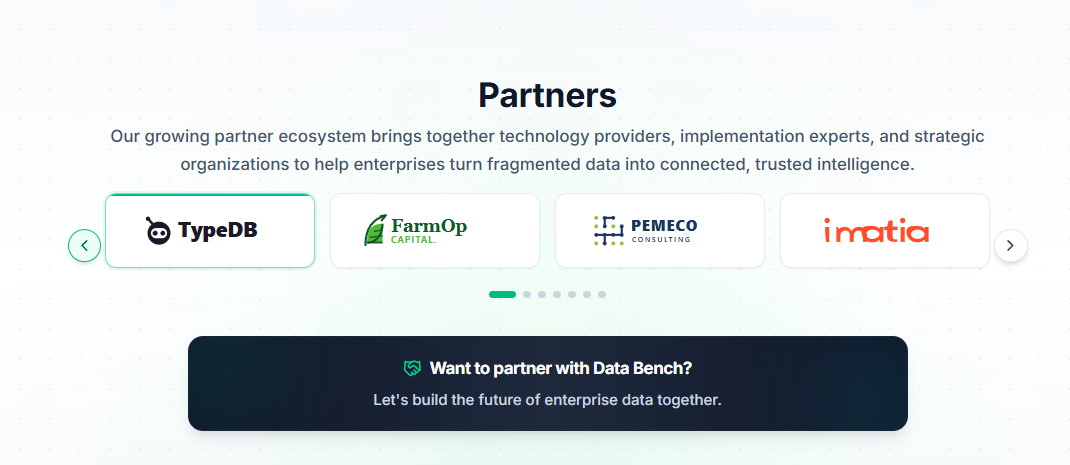 Partners
Our growing partner ecosystem brings together technology providers, implementation experts, and strategic
organizations to help enterprises turn fragmented data into connected, trusted intelligence.
TypeDB
FarmOp
CAPITAL.
PEMECO
CONSULTING
imatia
Want to partner with Data Bench?
Let's build the future of enterprise data together.